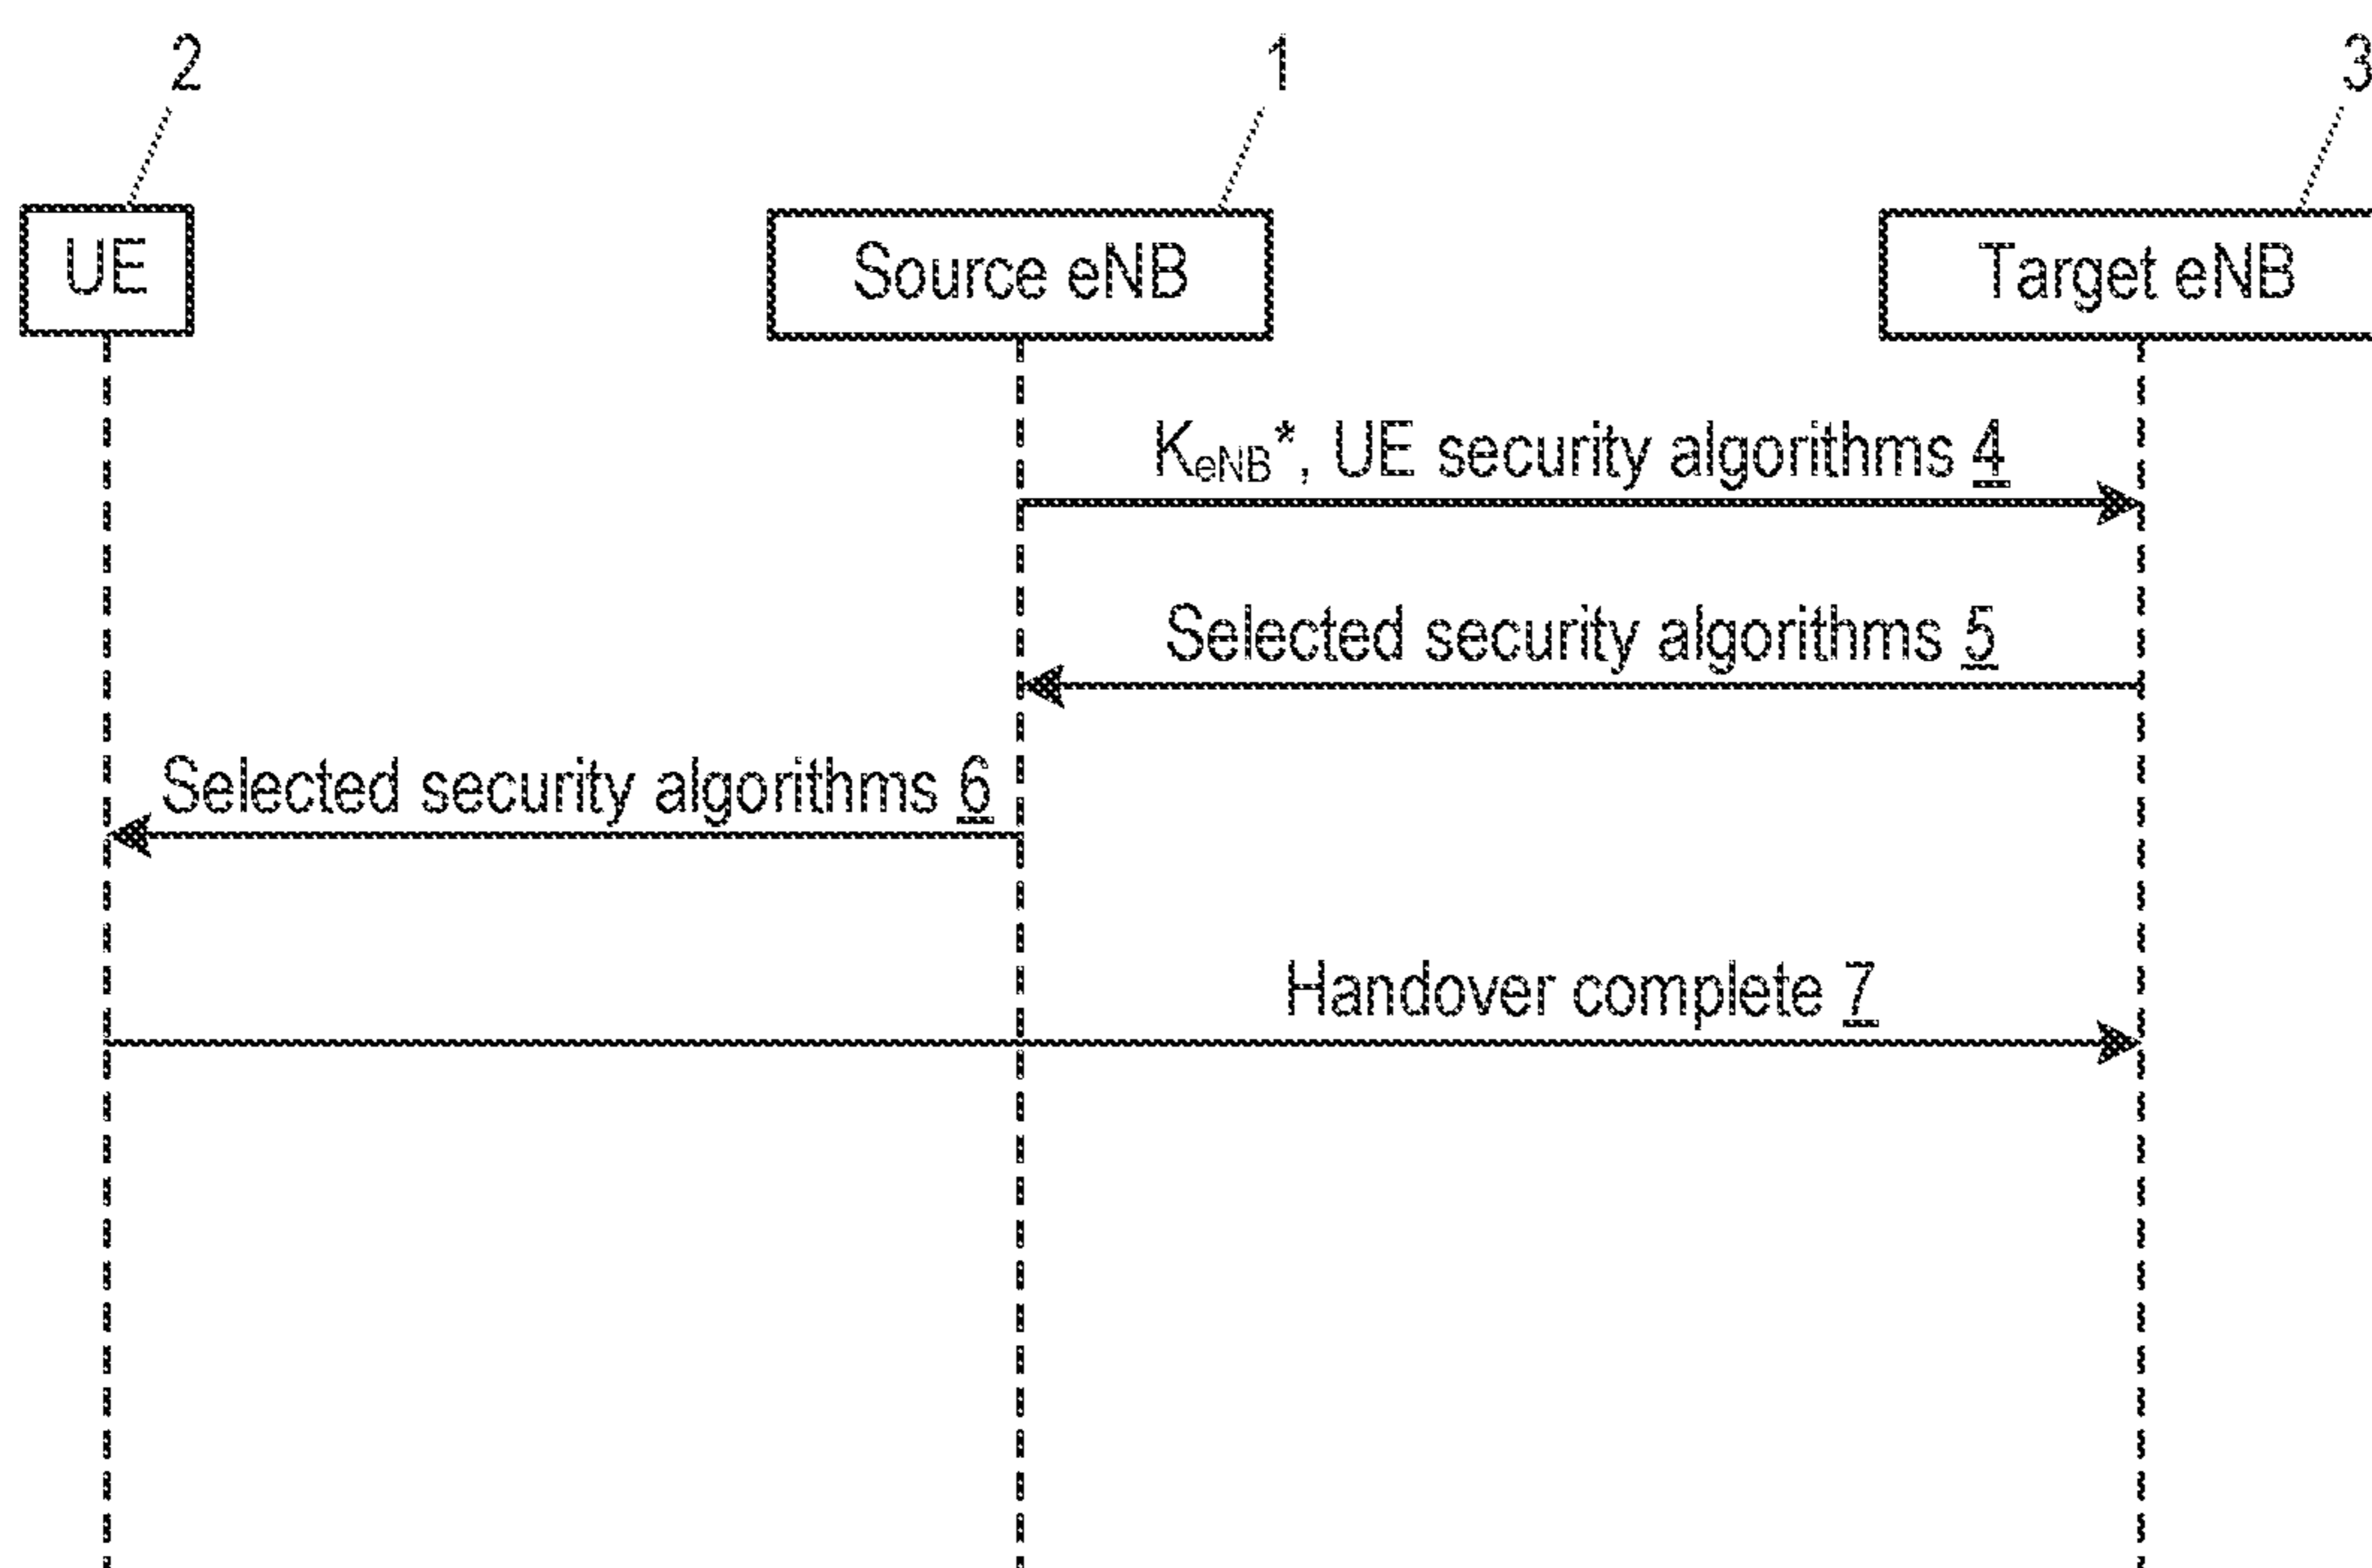 2
1
3
UE
Source eNB
Target eNB
KeNB*, UE security algorithms 4
Selected security algorithms 5
Selected security algorithms 6
Handover complete 7